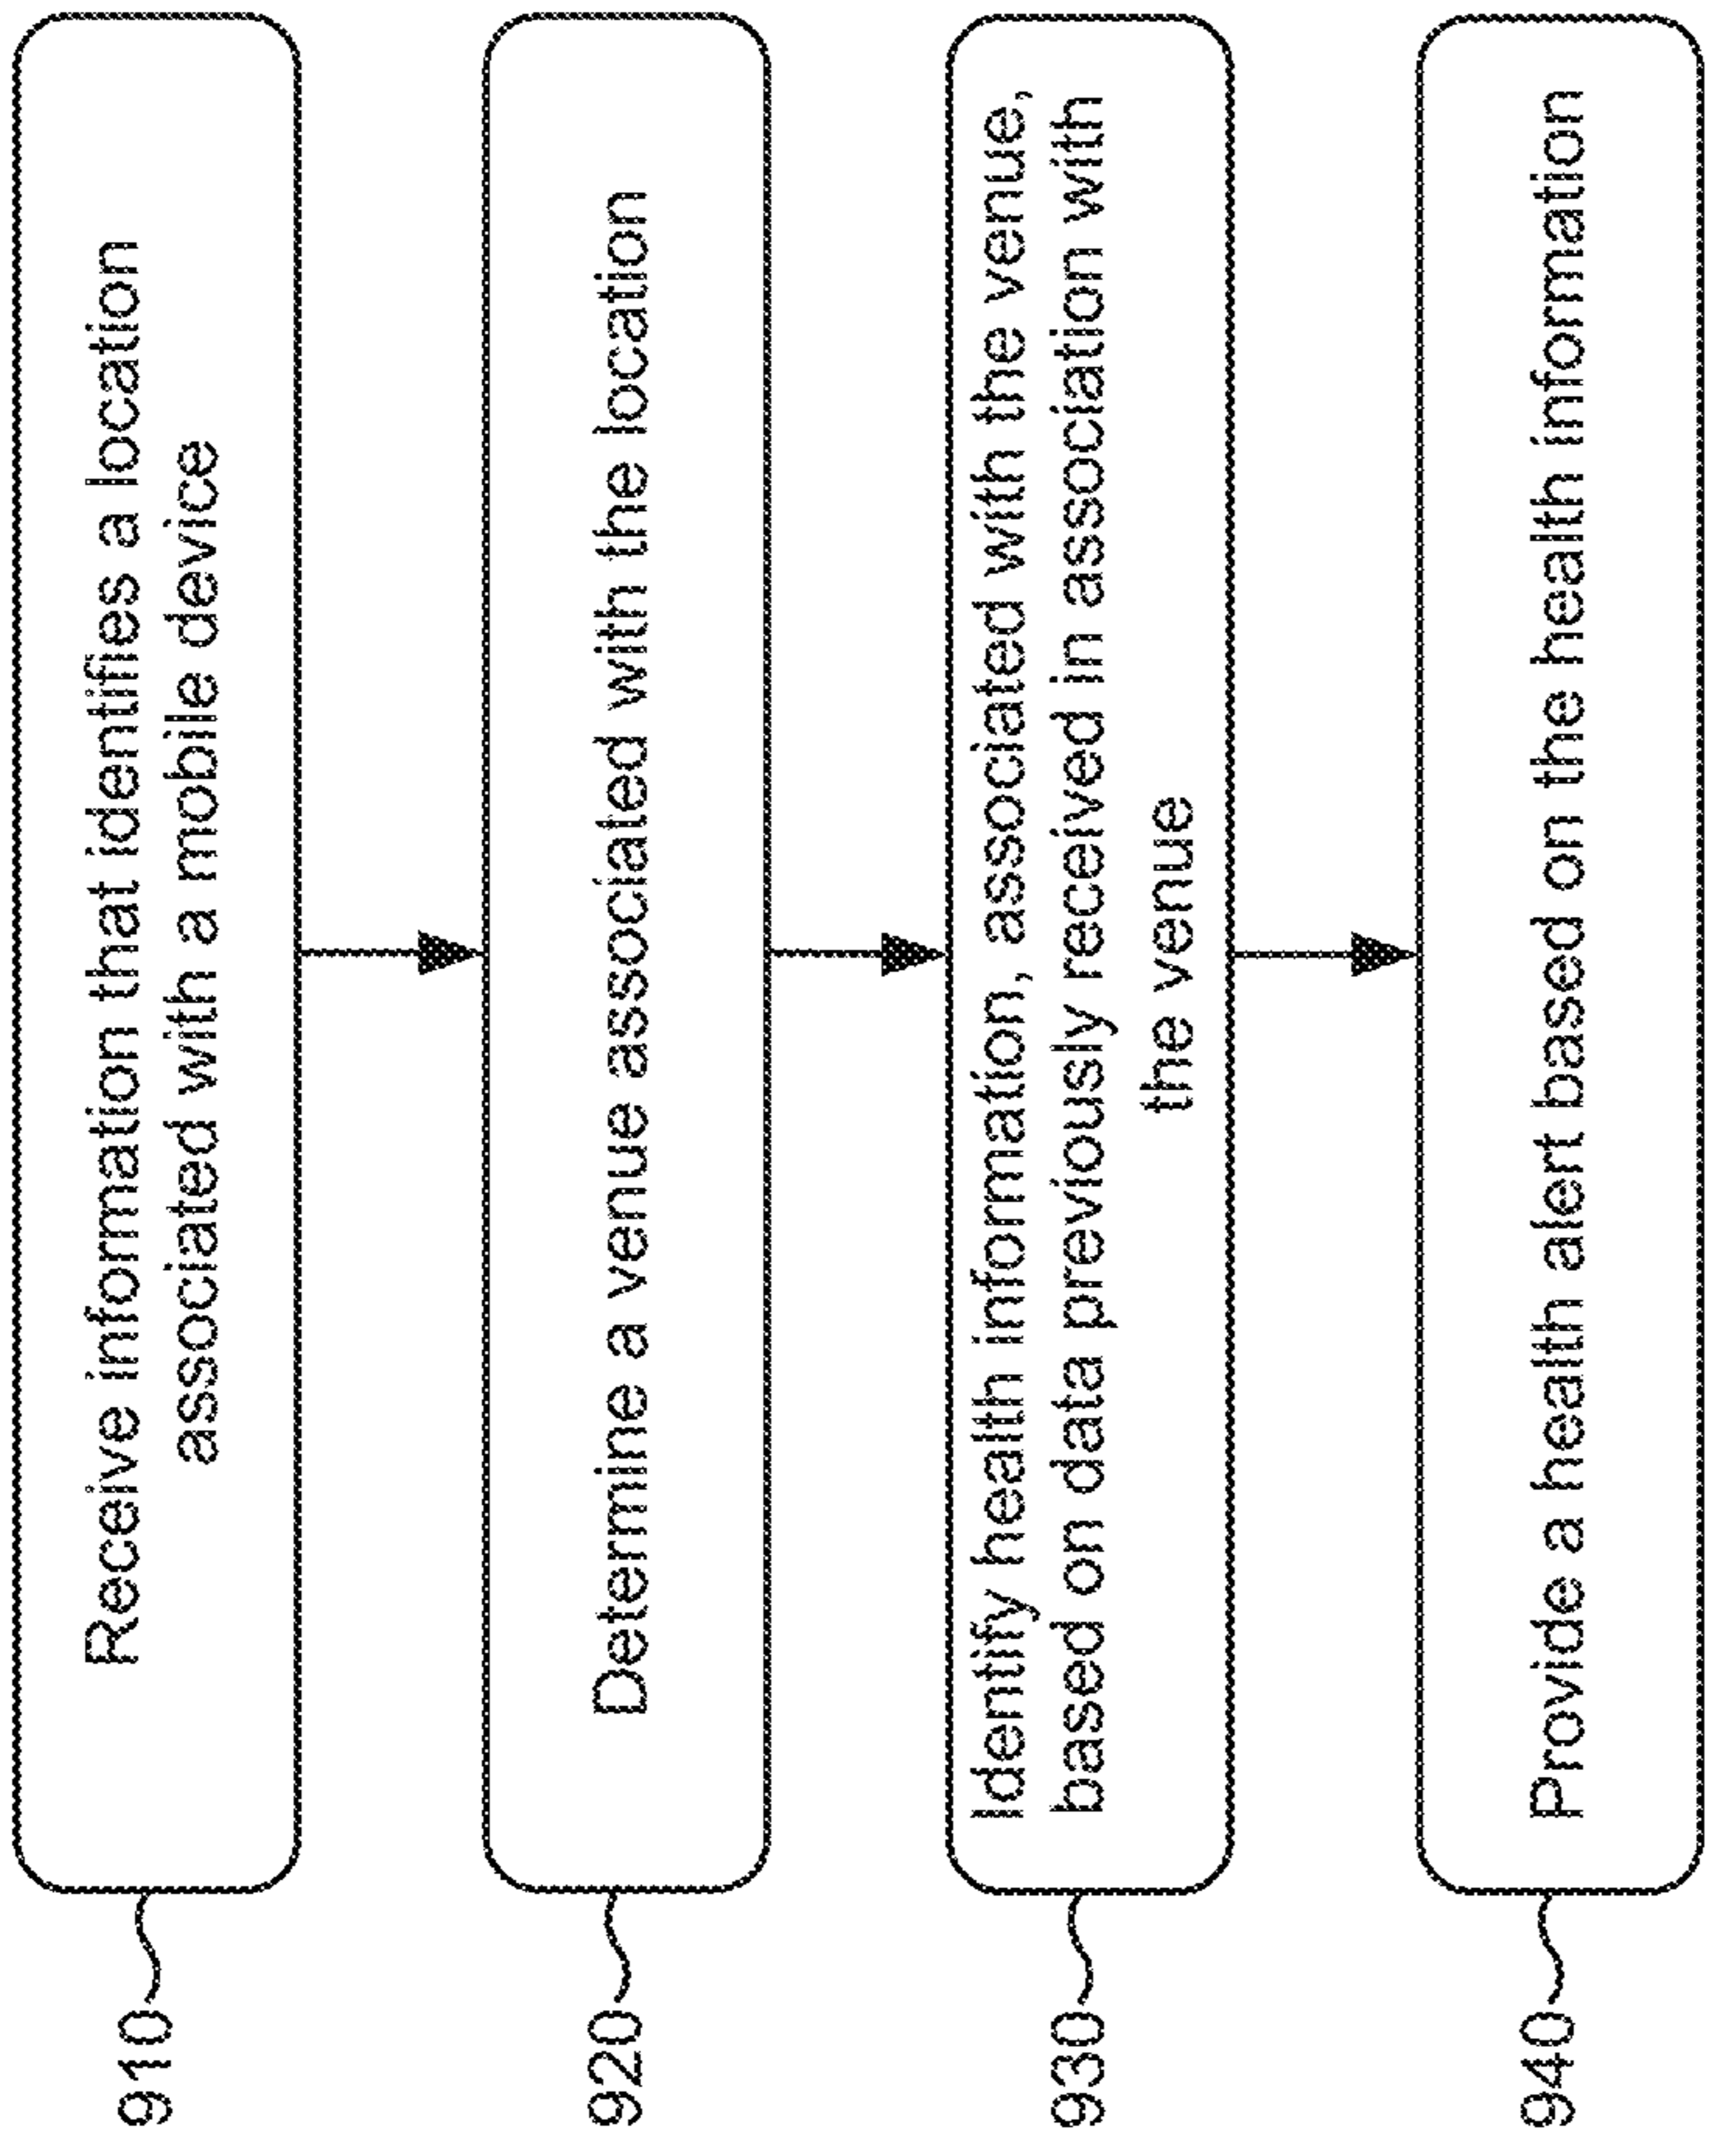 910
Receive information that identifies a location
associated with a mobile device
920
Determine a venue associated with the location
930
Identify health information, associated with the venue,
based on data previously received in association with
the venue
940
Provide a health alert based on the health information